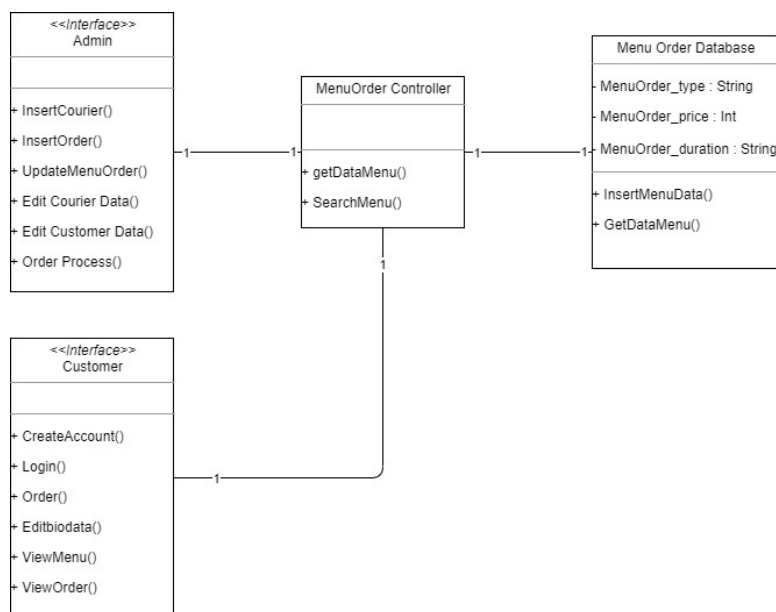 <<Interface>>
Admin
+ InsertCourier()
+ InsertOrder()
+ UpdateMenuOrder()
+ Edit Courier Data()
+ Edit Customer Data()
+ Order Process()
1
1
MenuOrder Controller
+ getDataMenu()
+ SearchMenu()
1
1
Menu Order Database
- MenuOrder_type : String
- MenuOrder_price : Int
- MenuOrder_duration : String
+ InsertMenuData()
+ GetDataMenu()
1
1
<<Interface>>
Customer
+ CreateAccount()
+ Login()
+ Order()
+ Editbiodata()
+ ViewMenu()
+ ViewOrder()